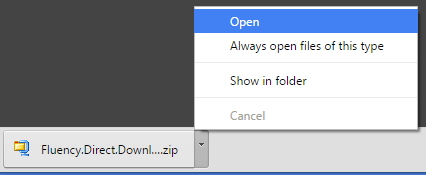 Open
Always open files of this type
Show in folder
Cancel
Fluency.Direct.Downl....zip